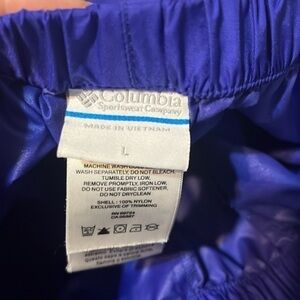 Columbia
Sportswear Company
MADE IN VIETNAM
L
MACHINE WASH
WASH SEPARATELY, DO NOT BLEACH,
TUMBLE DRY LOW,
REMOVE PROMPTLY, IRON LOW,
DO NOT USE FABRIC SOFTENER,
DO NOT DRYCLEAN.
SHELL : 100% NYLON
EXCLUSIVE OF TRIMMING